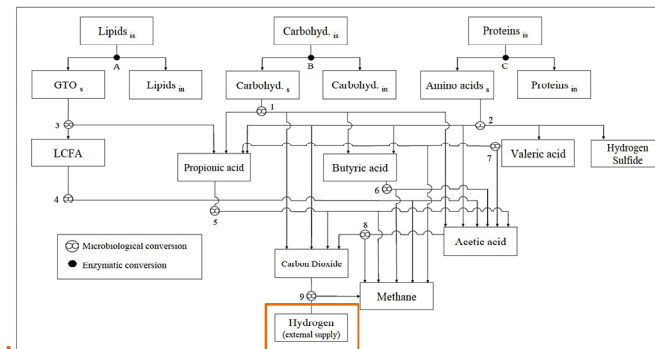 Lipids is
Carbohyd. is
Proteins is
A
B
C
GTO s
Lipids in
Carbohyd. s
Carbohyd. in
Amino acids s
Proteins in
1
2
3
LCFA
Propionic acid
Butyric acid
7
Valeric acid
Hydrogen
Sulfide
4
5
6
8
Acetic acid
Microbiological conversion
Enzymatic conversion
Carbon Dioxide
9
Methane
Hydrogen
(external supply)